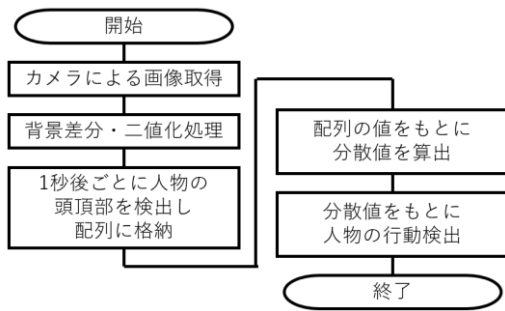 開始
カメラによる画像取得
背景差分・二値化処理
1秒後ごとに人物の
頭頂部を検出し
配列に格納
配列の値をもとに
分散値を算出
分散値をもとに
人物の行動検出
終了